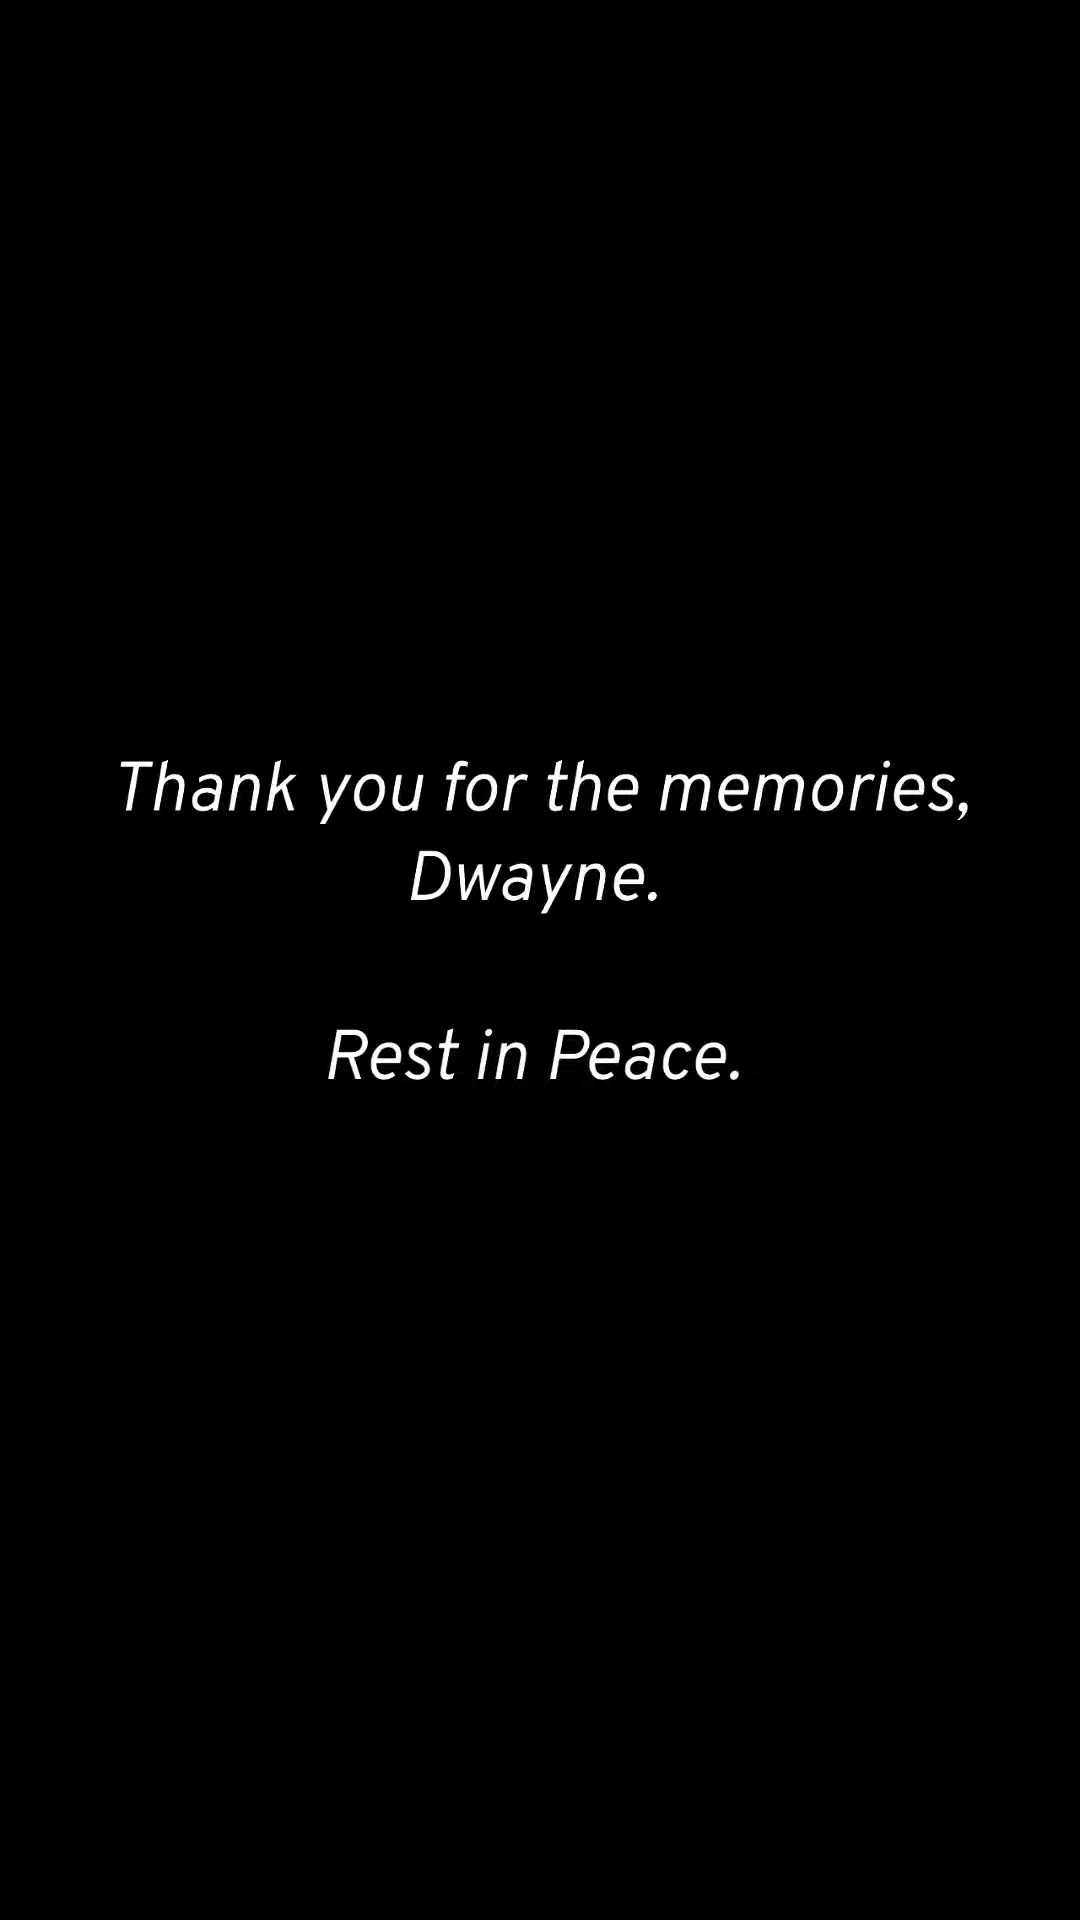 Thank you for the memories,
Dwayne.
Rest in Peace.